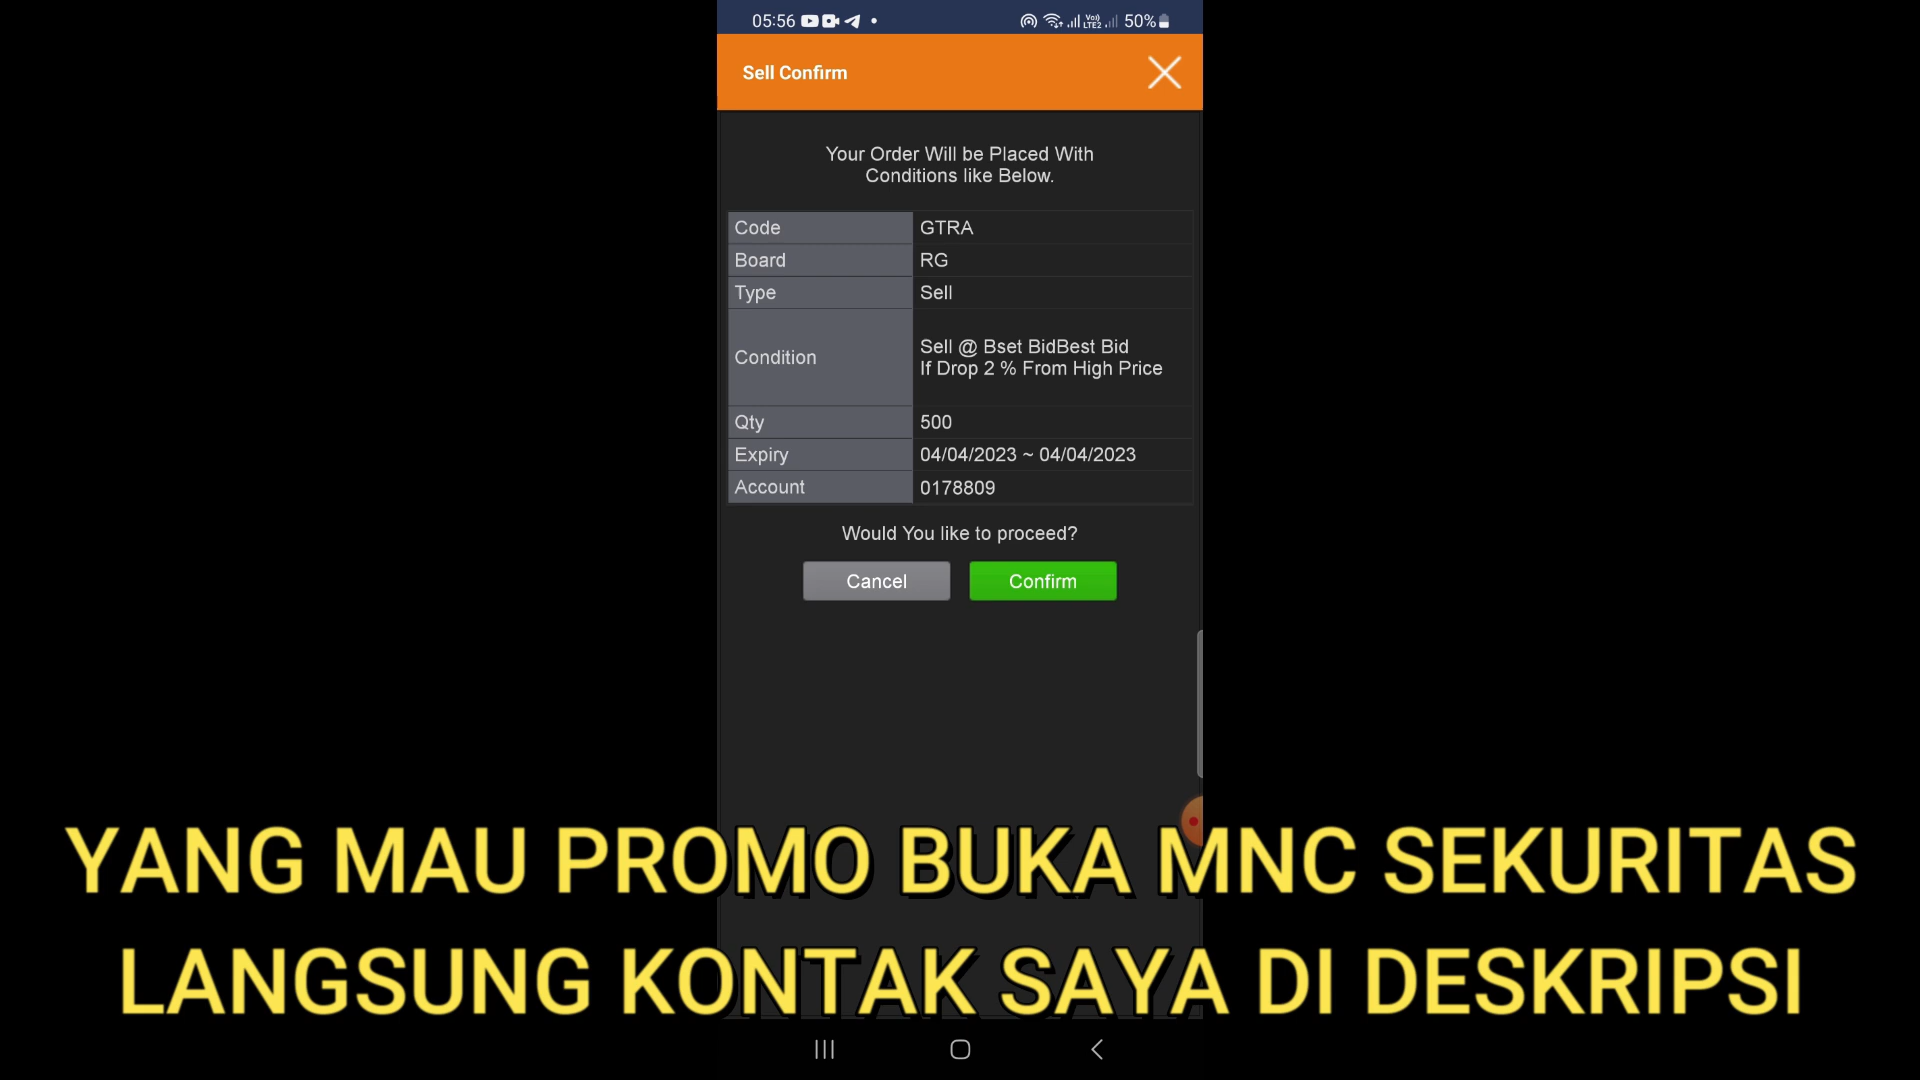 05:56 50%
Sell Confirm
Your Order Will be Placed With
Conditions like Below.
Code GTRA
Board RG
Type Sell
Condition Sell @ Bset BidBest Bid
If Drop 2 % From High Price
Qty 500
Expiry 04/04/2023 ~ 04/04/2023
Account 0178809
Would You like to proceed?
Cancel Confirm
YANG MAU PROMO BUKA MNC SEKURITAS
LANGSUNG KONTAK SAYA DI DESKRIPSI